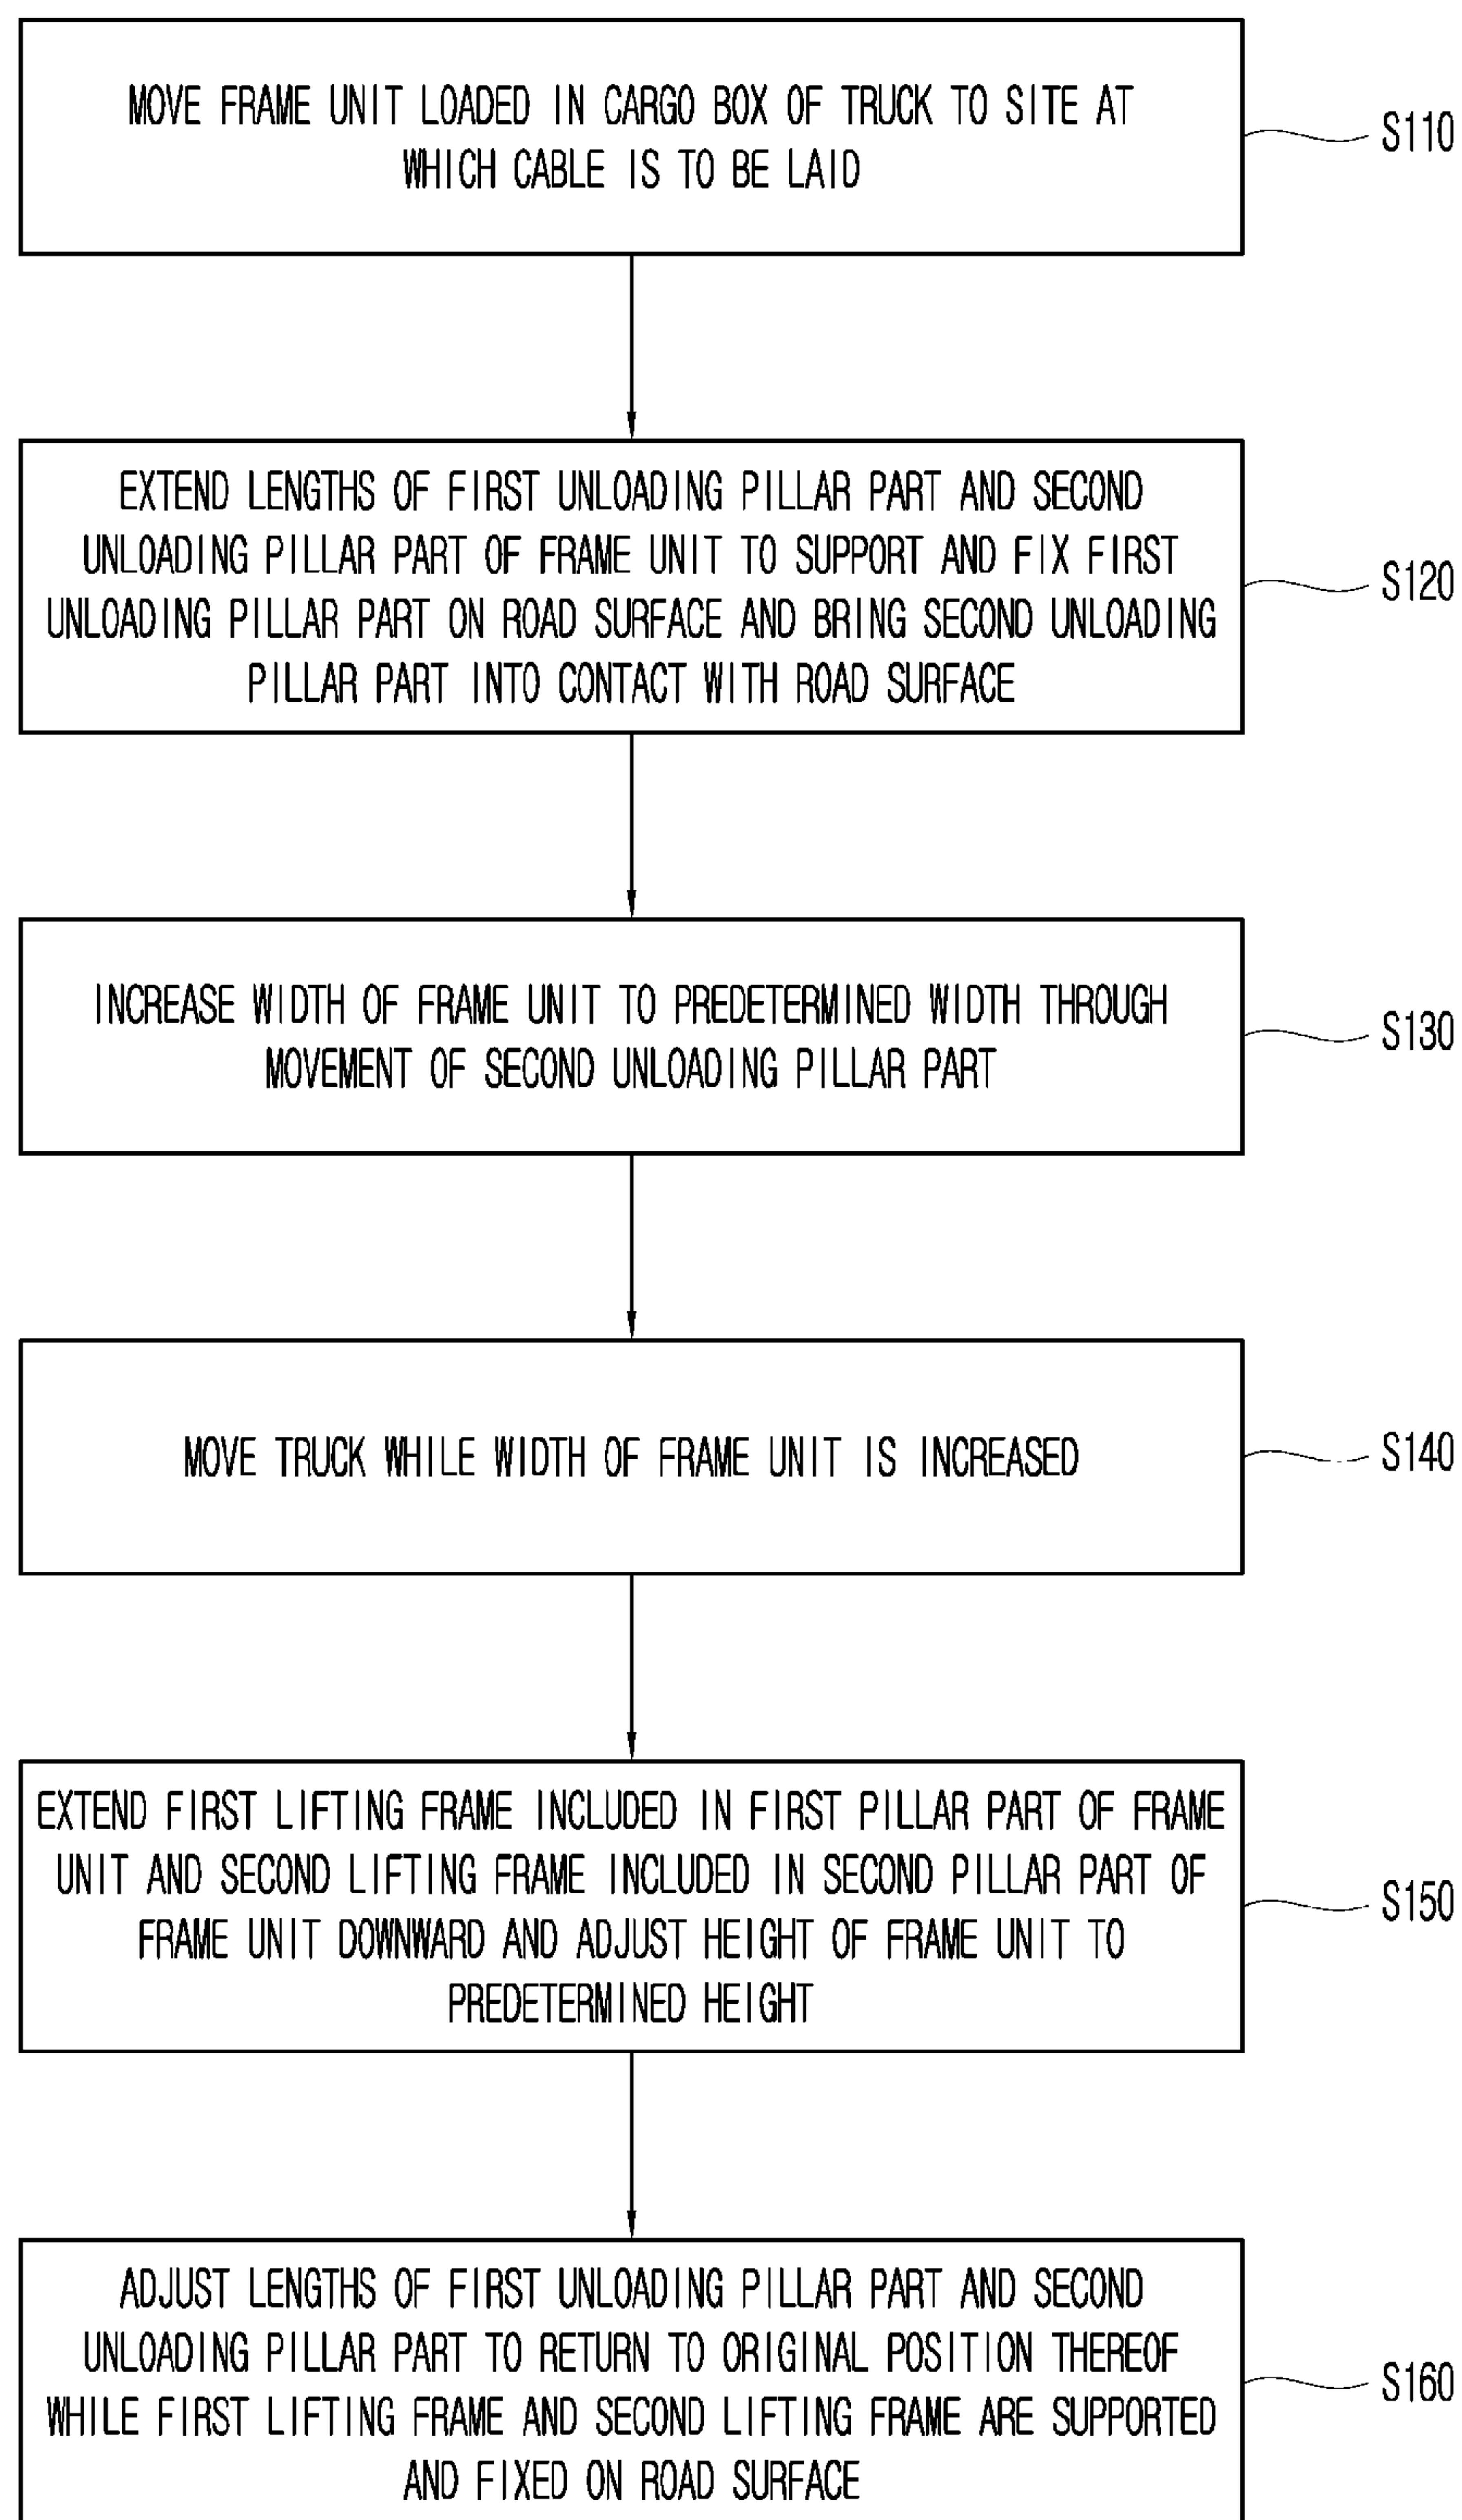 MOVE FRAME UNIT LOADED IN CARGO BOX OF TRUCK TO SITE AT
WHICH CABLE IS TO BE LAID
S110
EXTEND LENGTHS OF FIRST UNLOADING PILLAR PART AND SECOND
UNLOADING PILLAR PART OF FRAME UNIT TO SUPPORT AND FIX FIRST
UNLOADING PILLAR PART ON ROAD SURFACE AND BRING SECOND UNLOADING
PILLAR PART INTO CONTACT WITH ROAD SURFACE
S120
INCREASE WIDTH OF FRAME UNIT TO PREDETERMINED WIDTH THROUGH
MOVEMENT OF SECOND UNLOADING PILLAR PART
S130
MOVE TRUCK WHILE WIDTH OF FRAME UNIT IS INCREASED
S140
EXTEND FIRST LIFTING FRAME INCLUDED IN FIRST PILLAR PART OF FRAME
UNIT AND SECOND LIFTING FRAME INCLUDED IN SECOND PILLAR PART OF
FRAME UNIT DOWNWARD AND ADJUST HEIGHT OF FRAME UNIT TO
PREDETERMINED HEIGHT
S150
ADJUST LENGTHS OF FIRST UNLOADING PILLAR PART AND SECOND
UNLOADING PILLAR PART TO RETURN TO ORIGINAL POSITION THEREOF
WHILE FIRST LIFTING FRAME AND SECOND LIFTING FRAME ARE SUPPORTED
AND FIXED ON ROAD SURFACE
S160